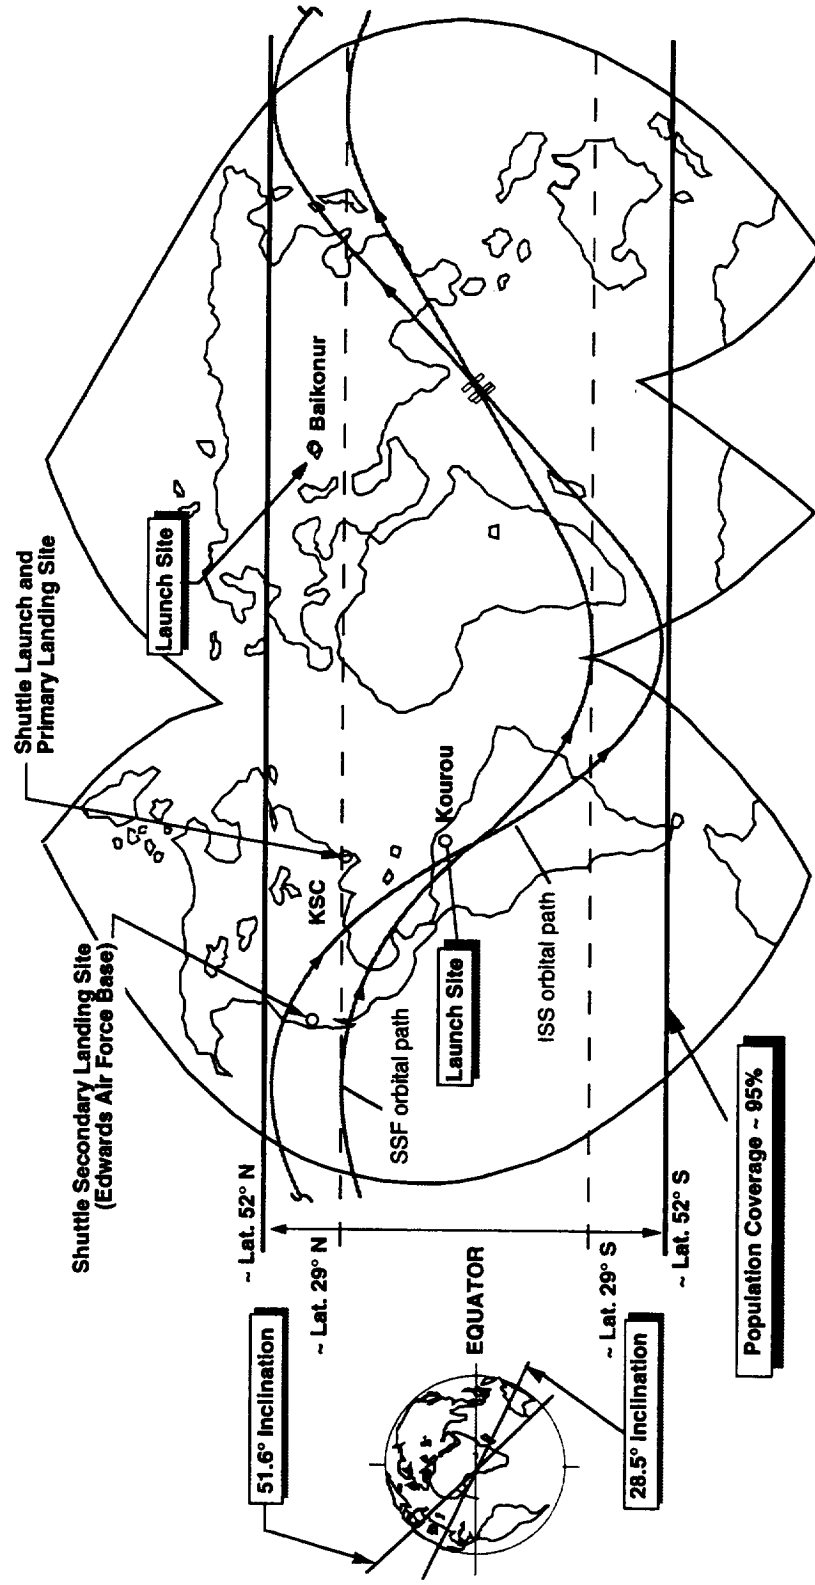 Shuttle Launch and
Primary Landing Site
Shuttle Secondary Landing Site
(Edwards Air Force Base)
Launch Site
Baikonur
51.6° Inclination
~ Lat. 52° N
~ Lat. 29° N
KSC
Kourou
SSF orbital path
Launch Site
EQUATOR
ISS orbital path
~ Lat. 29° S
~ Lat. 52° S
28.5° Inclination
Population Coverage ~ 95%